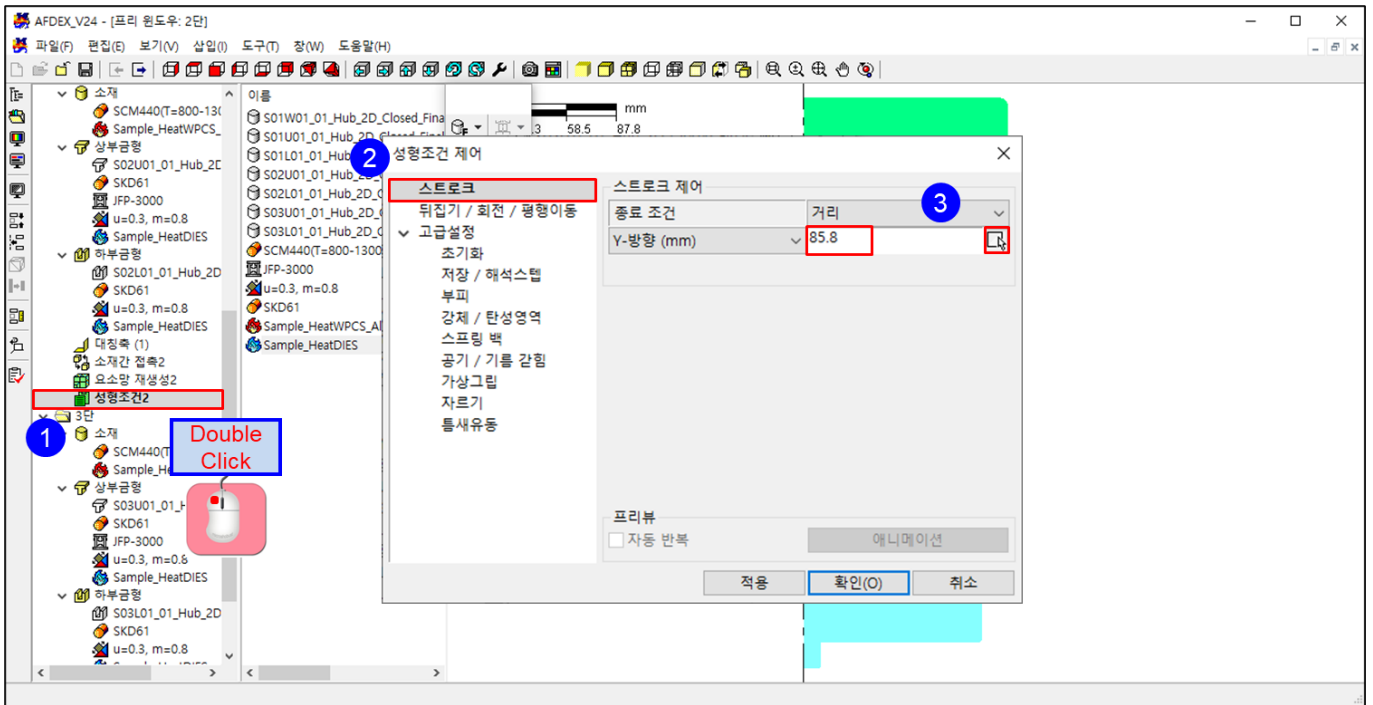 AFDEX_V24 - [프리 윈도우: 2단]
파일(F) 편집(E) 보기(V) 삽입(I) 도구(T) 창(W) 도움말(H)
소재
SCM440(T=800-130
Sample_HeatWPCS_
상부금형
S02U01_01_Hub_2D
SKD61
JFP-3000
u=0.3, m=0.8
Sample_HeatDIES
하부금형
S02L01_01_Hub_2D
SKD61
u=0.3, m=0.8
Sample_HeatDIES
대칭축 (1)
소재간 접촉2
요소망 재생성2
성형조건2
3단
소재
SCM440(T
Sample_He
상부금형
S03U01_01_H
SKD61
JFP-3000
u=0.3, m=0.8
Sample_HeatDIES
하부금형
S03L01_01_Hub_2D
SKD61
u=0.3, m=0.8
1
Double
Click
이름
S01W01_01_Hub_2D_Closed_Fina
S01U01_01_Hub_2D_Closed_Final
S01L01_01_Hub
S02U01_01_Hub_2D_C
S02L01_01_Hub_2D_C
S03U01_01_Hub_2D_C
S03L01_01_Hub_2D_C
SCM440(T=800-1300
JFP-3000
u=0.3, m=0.8
SKD61
Sample_HeatWPCS_Al
Sample_HeatDIES
mm
.3 58.5 87.8
2
성형조건 제어
스트로크
뒤집기 / 회전 / 평행이동
고급설정
초기화
저장 / 해석스텝
부피
강체 / 탄성영역
스프링 백
공기 / 기름 갇힘
가상그립
자르기
틈새유동
스트로크 제어
3
종료 조건 거리
Y-방향 (mm) 85.8
프리뷰
자동 반복 애니메이션
적용 확인(O) 취소